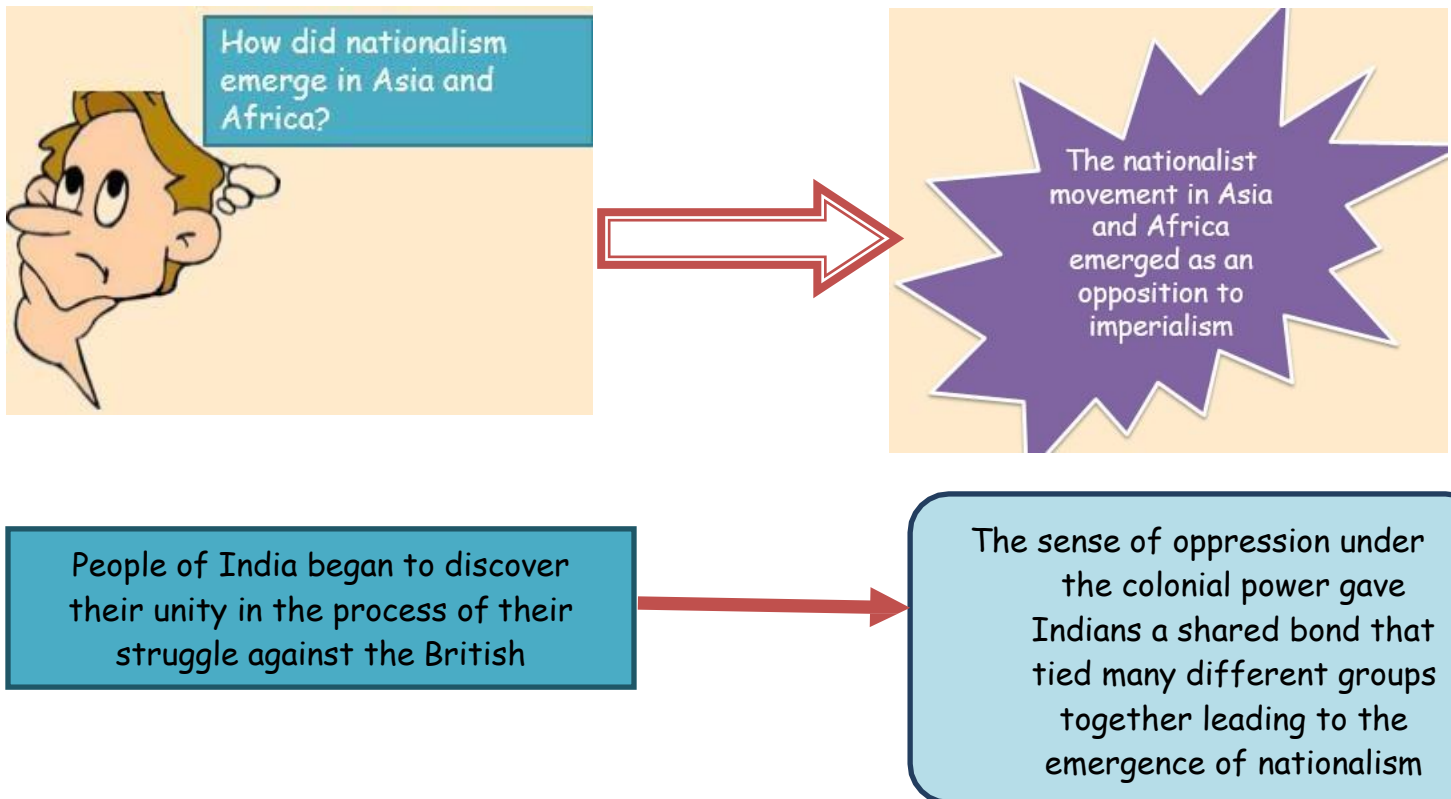 How did nationalism
emerge in Asia and
Africa?
The nationalist
movement in Asia
and Africa
emerged as an
opposition to
imperialism
People of India began to discover
their unity in the process of their
struggle against the British
The sense of oppression under
the colonial power gave
Indians a shared bond that
tied many different groups
together leading to the
emergence of nationalism